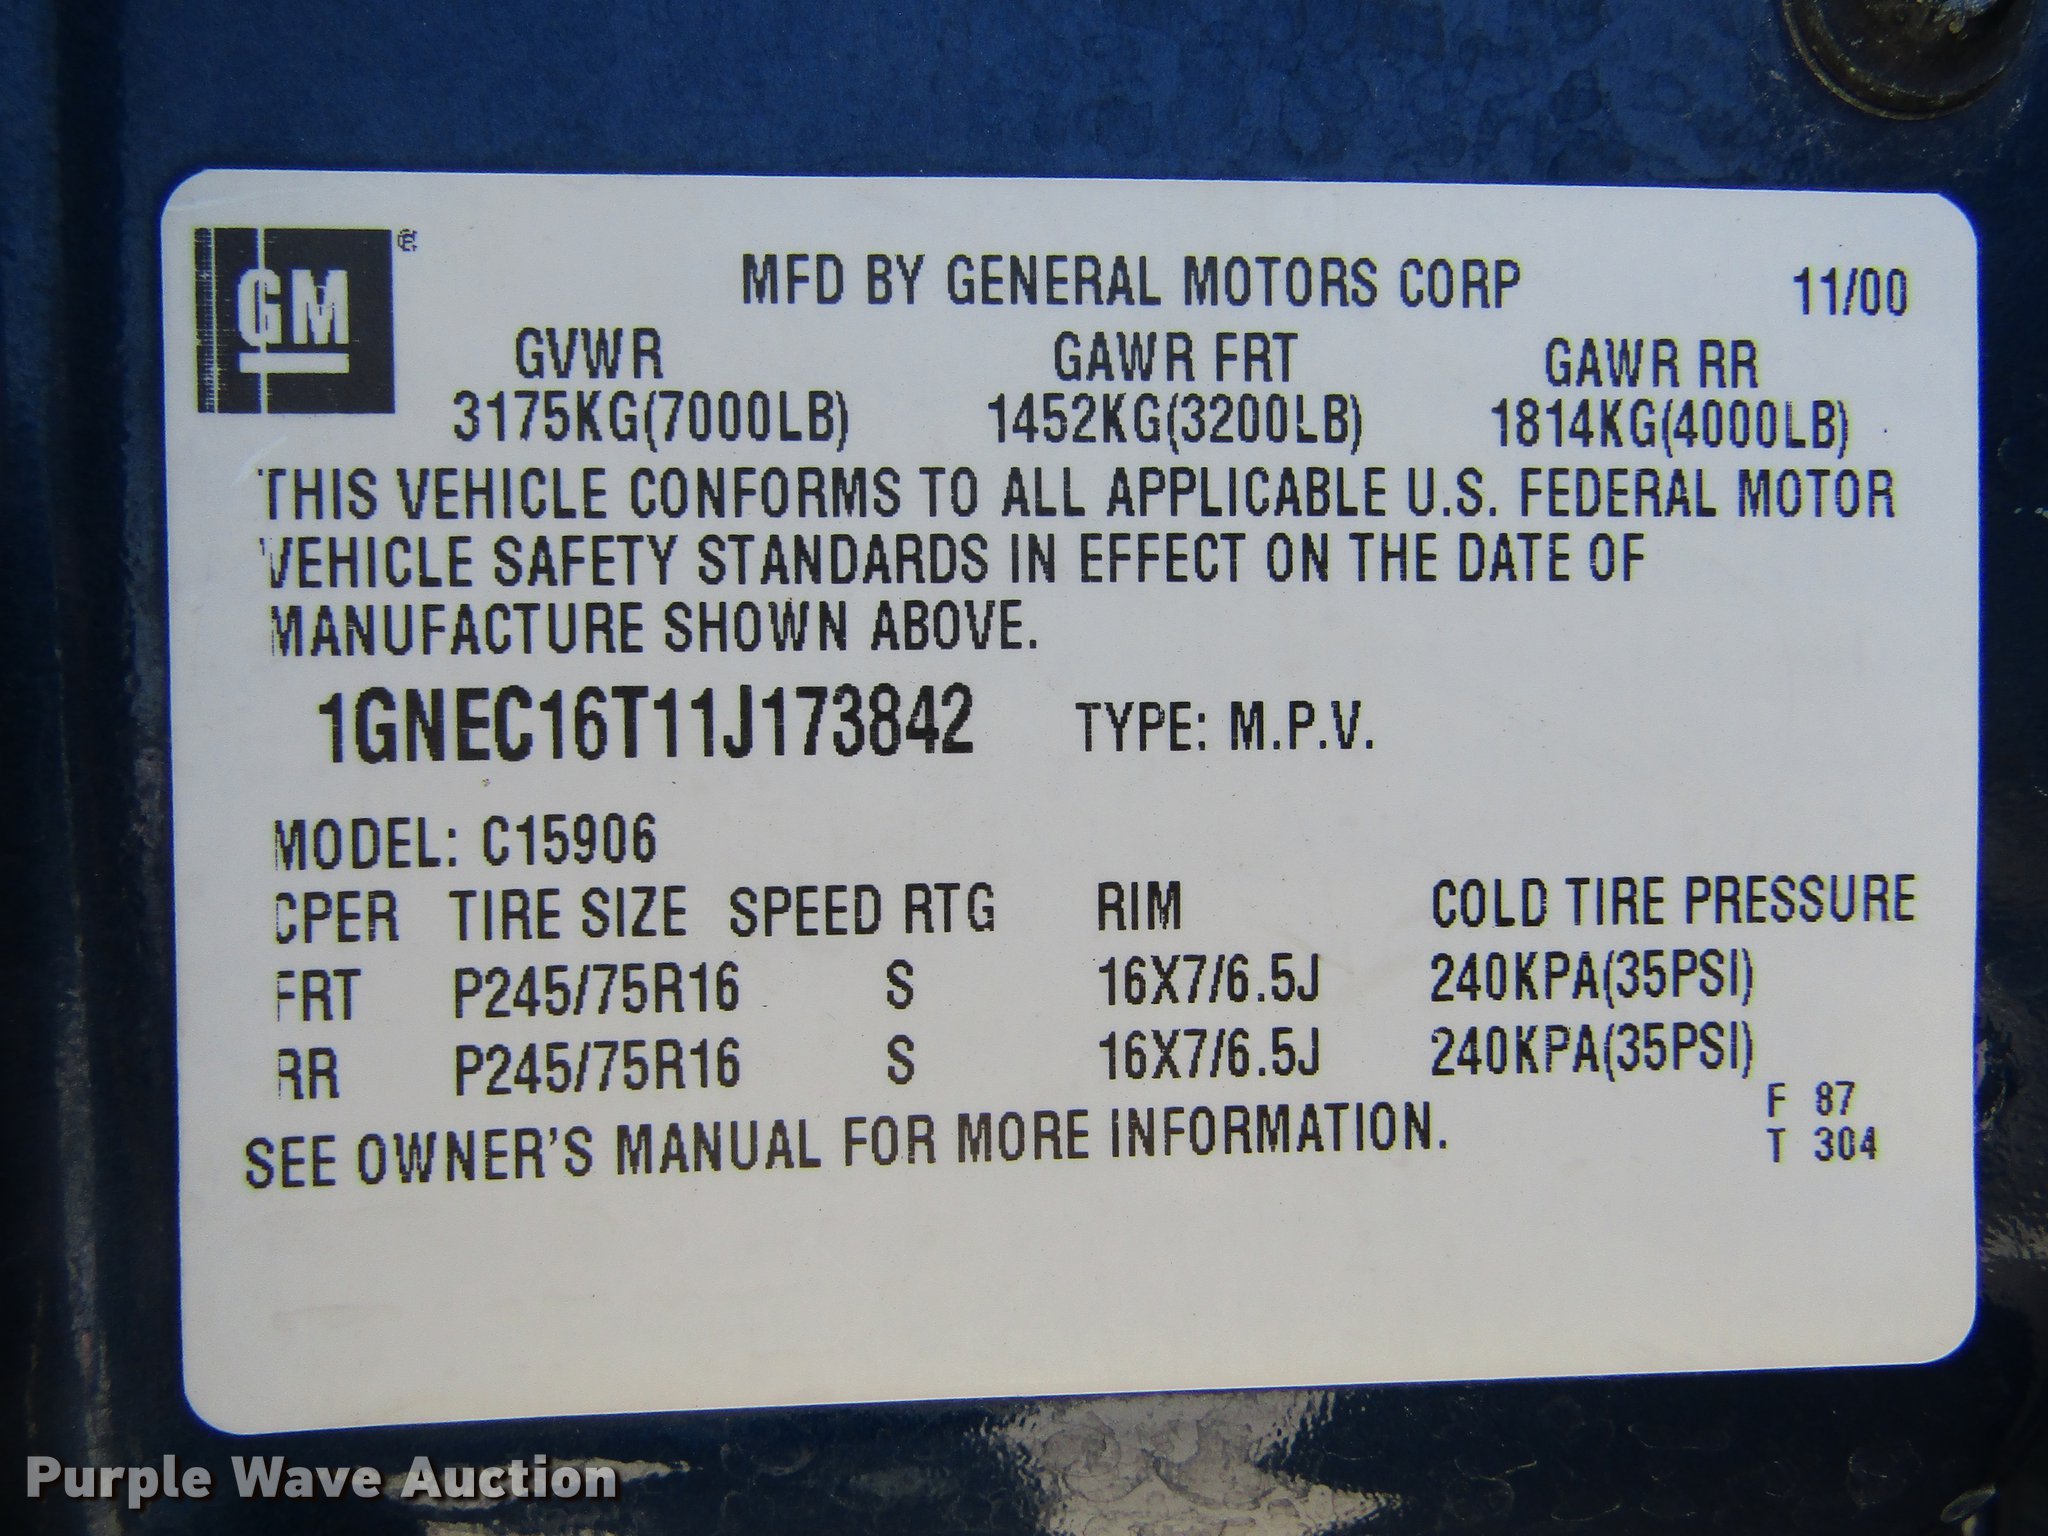 GM
MFD BY GENERAL MOTORS CORP 11/00
GVWR GAWR FRT GAWR RR
3175KG(7000LB) 1452KG(3200LB) 1814KG(4000LB)
THIS VEHICLE CONFORMS TO ALL APPLICABLE U.S. FEDERAL MOTOR
VEHICLE SAFETY STANDARDS IN EFFECT ON THE DATE OF
MANUFACTURE SHOWN ABOVE.
1GNEC16T11J173842 TYPE: M.P.V.
MODEL: C15906
CPER TIRE SIZE SPEED RTG RIM COLD TIRE PRESSURE
FRT P245/75R16 S 16X7/6.5J 240KPA(35PSI)
RR P245/75R16 S 16X7/6.5J 240KPA(35PSI)
F 87
T 304
SEE OWNER'S MANUAL FOR MORE INFORMATION.
Purple Wave Auction